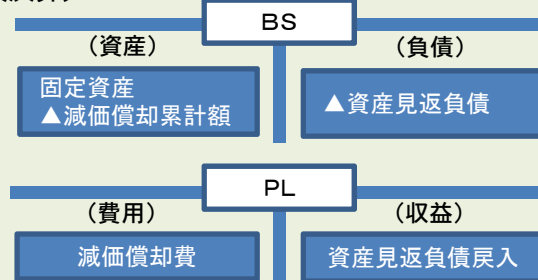 BS
（資産）
（負債）
固定資産
▲減価償却累計額
▲資産見返負債
PL
（費用）
（収益）
減価償却費
資産見返負債戻入